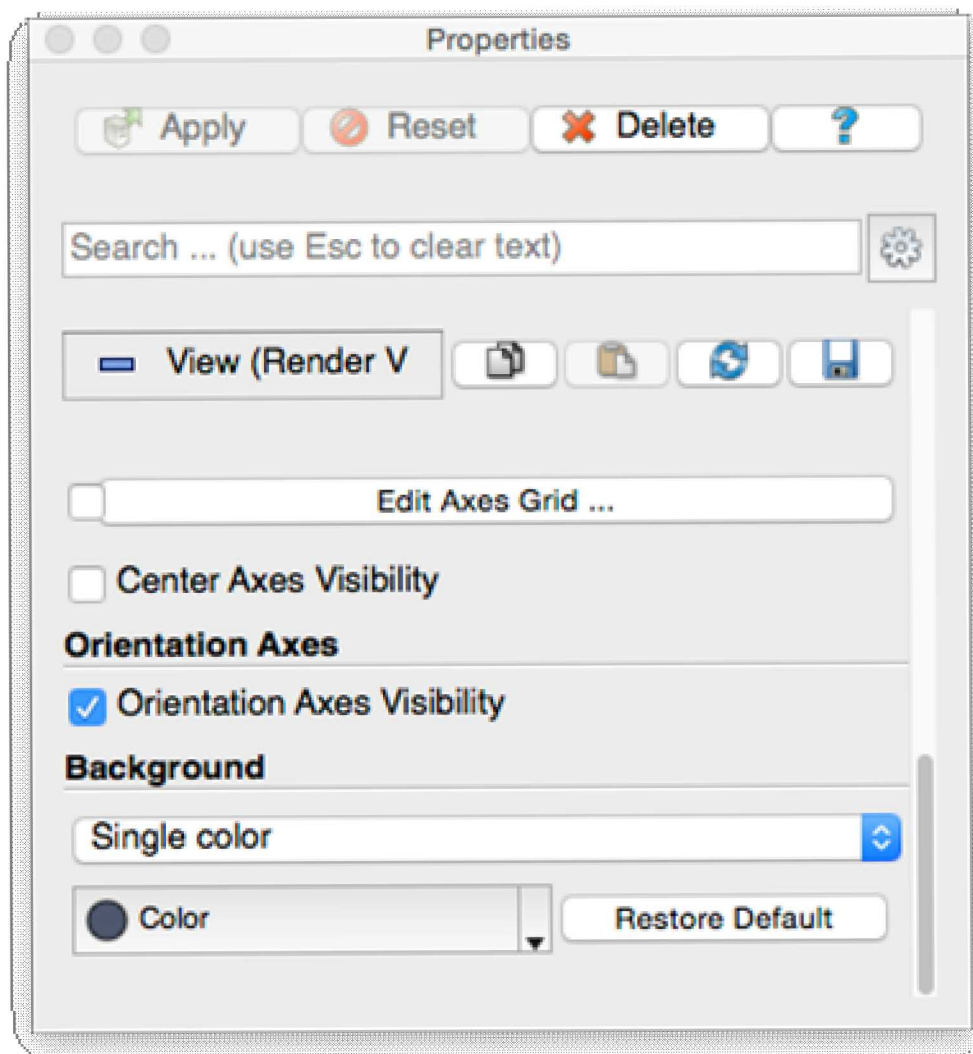 Properties
Apply Reset Delete ?
Search ... (use Esc to clear text)
View (Render V
Edit Axes Grid ...
Center Axes Visibility
Orientation Axes
Orientation Axes Visibility
Background
Single color
Color Restore Default